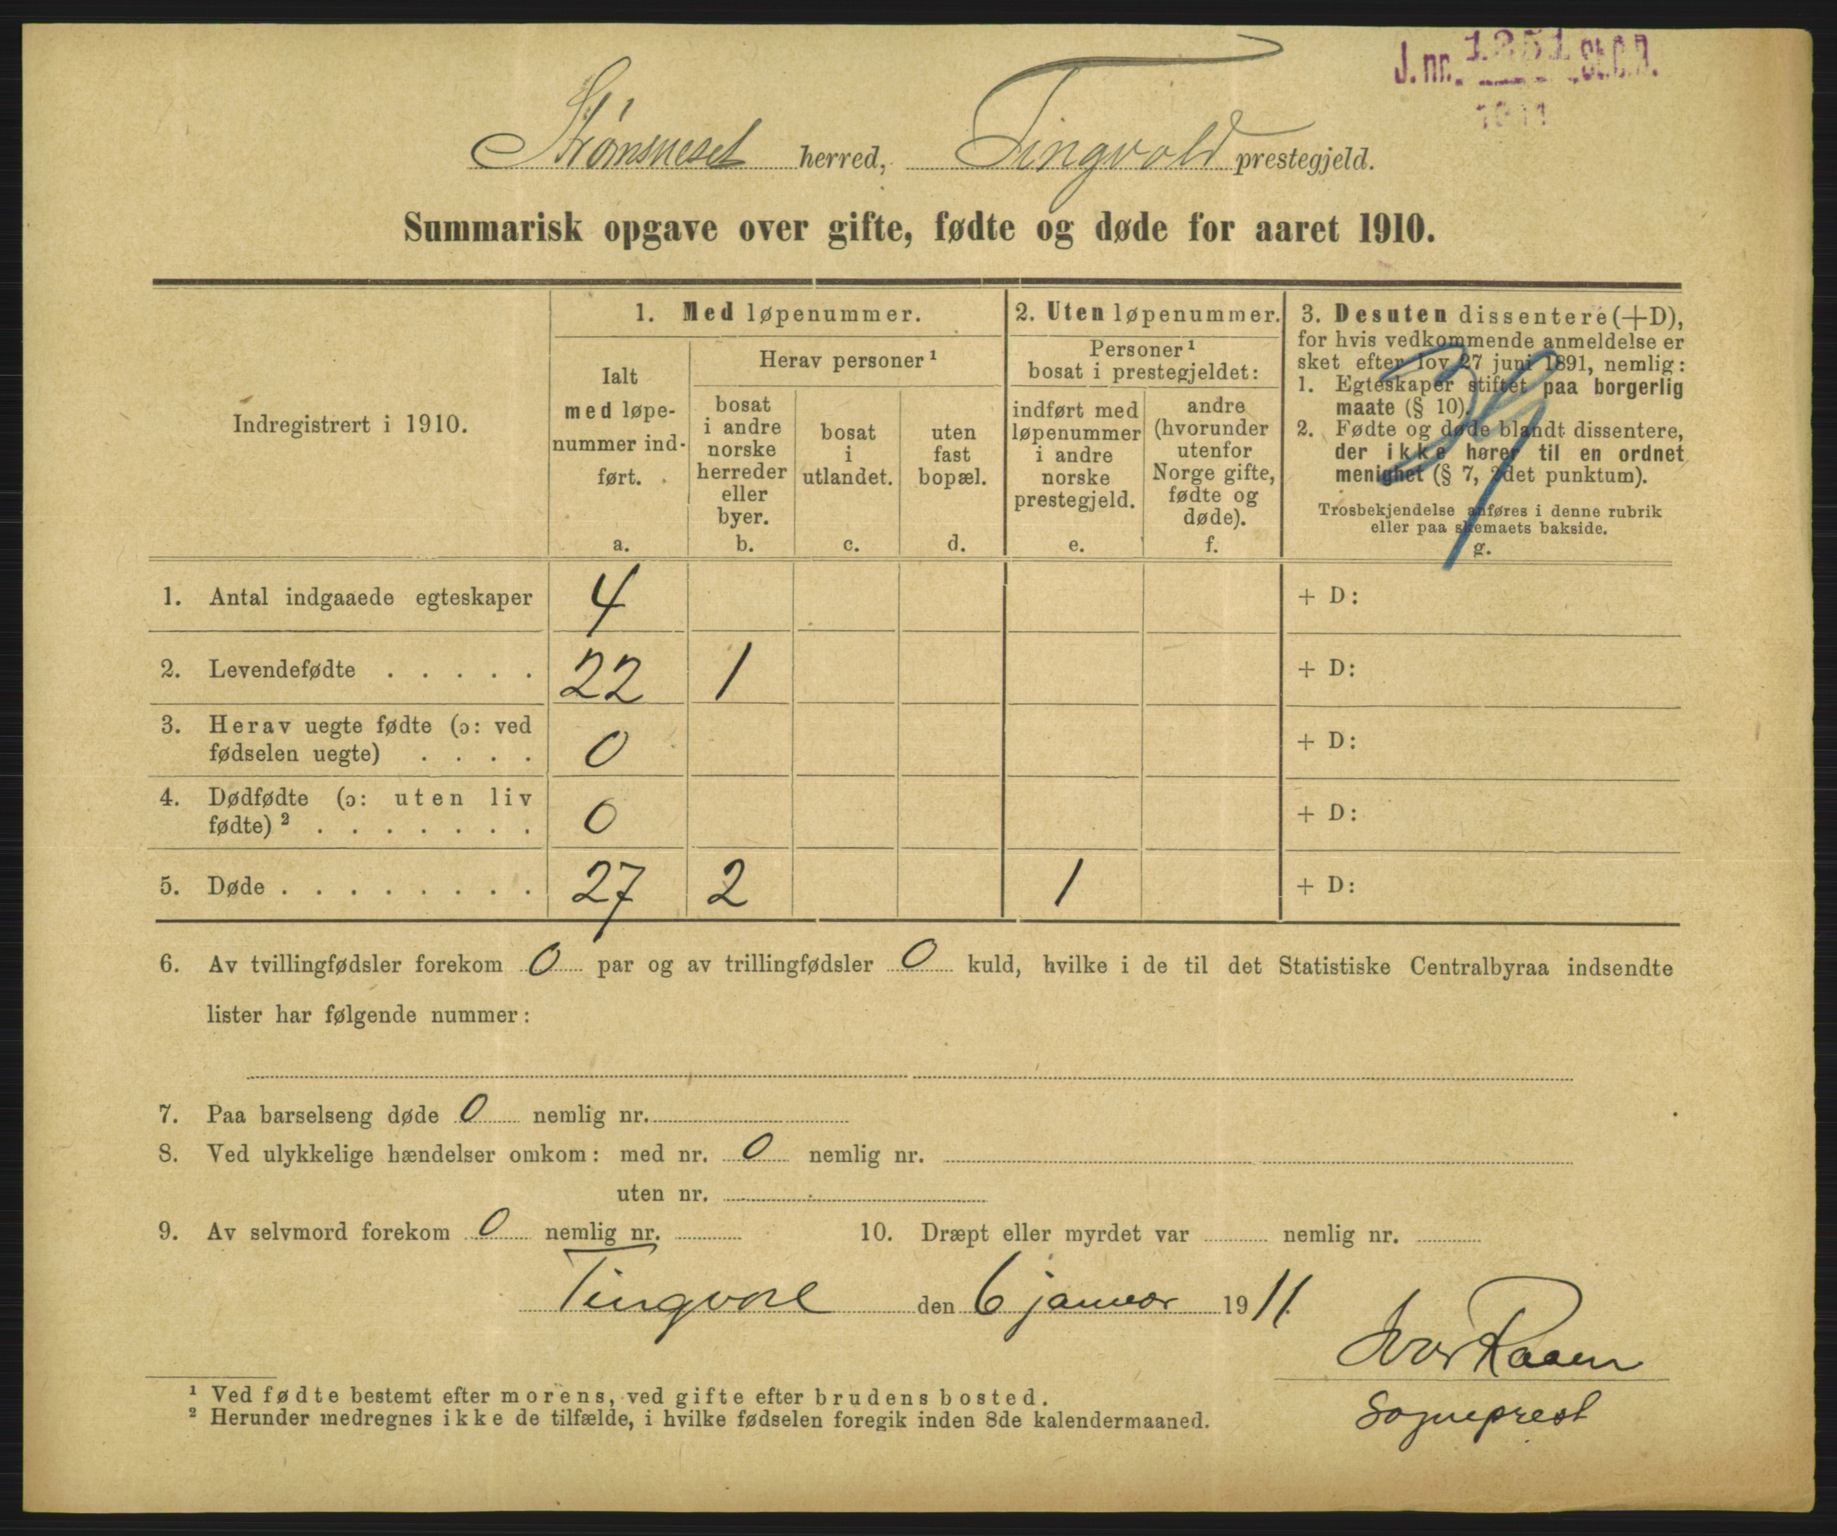 J.nr. 1251 St.C.B.
1911
Strømsneset herred, Tingvold prestegjeld.
Summarisk opgave over gifte, fødte og døde for aaret 1910.
Indregistrert i 1910.
1. Med løpenummer.
Ialt
med løpe-
nummer ind-
ført.
a.
Herav personer¹
bosat
i andre
norske
herreder
eller
byer.
b.
bosat
i
utlandet.
c.
uten
fast
bopæl.
d.
2. Uten løpenummer.
Personer¹
bosat i prestegjeldet:
indført med
løpenummer
i andre
norske
prestegjeld.
e.
andre
(hvorunder
utenfor
Norge gifte,
fødte og
døde).
f.
3. Desuten dissentere (+D),
for hvis vedkommende anmeldelse er
sket efter lov 27 juni 1891, nemlig:
1. Egteskaper stiftet paa borgerlig
maate (§ 10).
2. Fødte og døde blandt dissentere,
der ikke hører til en ordnet
menighet (§ 7, 2det punktum).
Trosbekjendelse anføres i denne rubrik
eller paa skemaets bakside.
g.
1. Antal indgaaede egteskaper 4 + D:
2. Levendefødte . . . . . 22 1 + D:
3. Herav uegte fødte (ɔ: ved
fødselen uegte) . . . . 0 + D:
4. Dødfødte (ɔ: uten liv
fødte)² . . . . . . . 0 + D:
5. Døde . . . . . . . . . 27 2 1 + D:
6. Av tvillingfødsler forekom 0 par og av trillingfødsler 0 kuld, hvilke i de til det Statistiske Centralbyraa indsendte
lister har følgende nummer:
7. Paa barselseng døde 0 nemlig nr.
8. Ved ulykkelige hændelser omkom: med nr. 0 nemlig nr.
uten nr.
9. Av selvmord forekom 0 nemlig nr. 10. Dræpt eller myrdet var nemlig nr.
Tingvoll den 6 januar 1911.
Ivar Raaen
Sogneprest
¹ Ved fødte bestemt efter morens, ved gifte efter brudens bosted.
² Herunder medregnes ikke de tilfælde, i hvilke fødselen foregik inden 8de kalendermaaned.